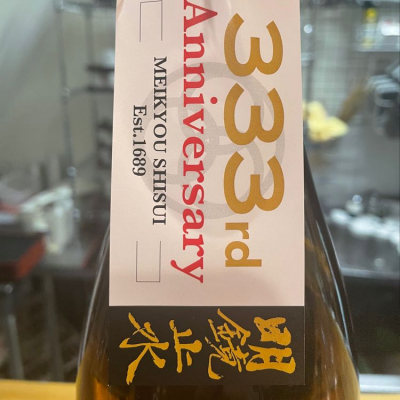 333rd
Anniversary
MEIKYOU SHISUI
Est.1689
明鏡
止水